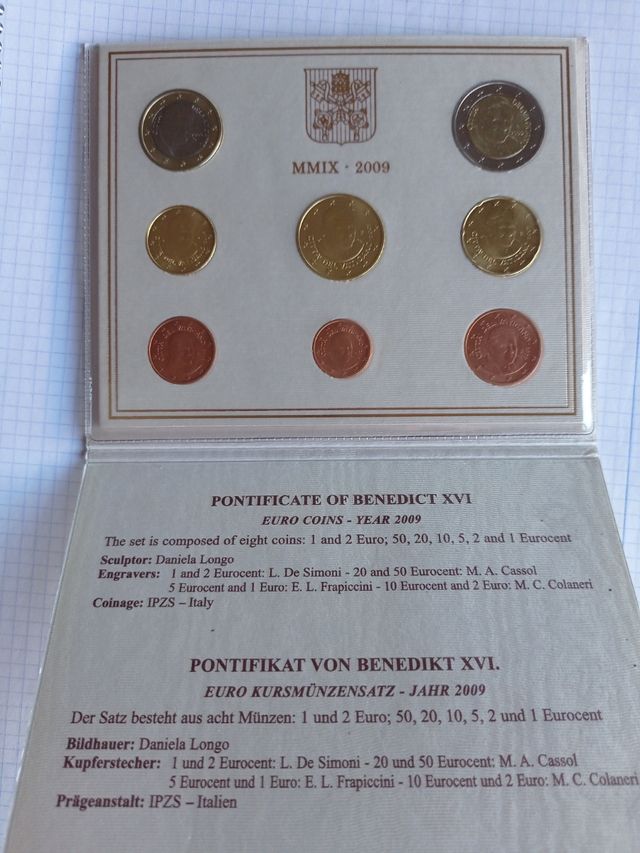 MMIX · 2009
CITTA' DEL VATICANO
PONTIFICATE OF BENEDICT XVI
EURO COINS - YEAR 2009
The set is composed of eight coins: 1 and 2 Euro; 50, 20, 10, 5, 2 and 1 Eurocent
Sculptor: Daniela Longo
Engravers: 1 and 2 Eurocent: L. De Simoni - 20 and 50 Eurocent: M. A. Cassol
5 Eurocent and 1 Euro: E. L. Frapiccini - 10 Eurocent and 2 Euro: M. C. Colaneri
Coinage: IPZS – Italy
PONTIFIKAT VON BENEDIKT XVI.
EURO KURSMÜNZENSATZ - JAHR 2009
Der Satz besteht aus acht Münzen: 1 und 2 Euro; 50, 20, 10, 5, 2 und 1 Eurocent
Bildhauer: Daniela Longo
Kupferstecher: 1 und 2 Eurocent: L. De Simoni - 20 und 50 Eurocent: M. A. Cassol
5 Eurocent und 1 Euro: E. L. Frapiccini - 10 Eurocent und 2 Euro: M. C. Colaneri
Prägeanstalt: IPZS – Italien